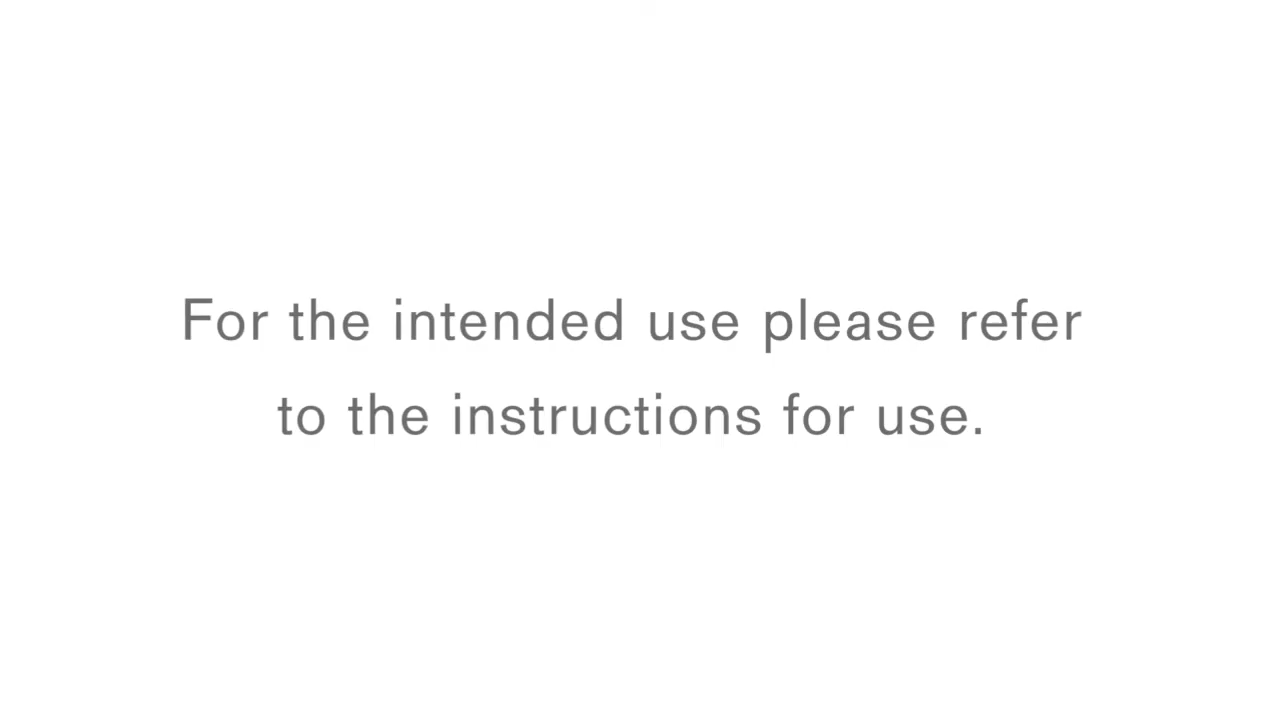 For the intended use please refer
to the instructions for use.